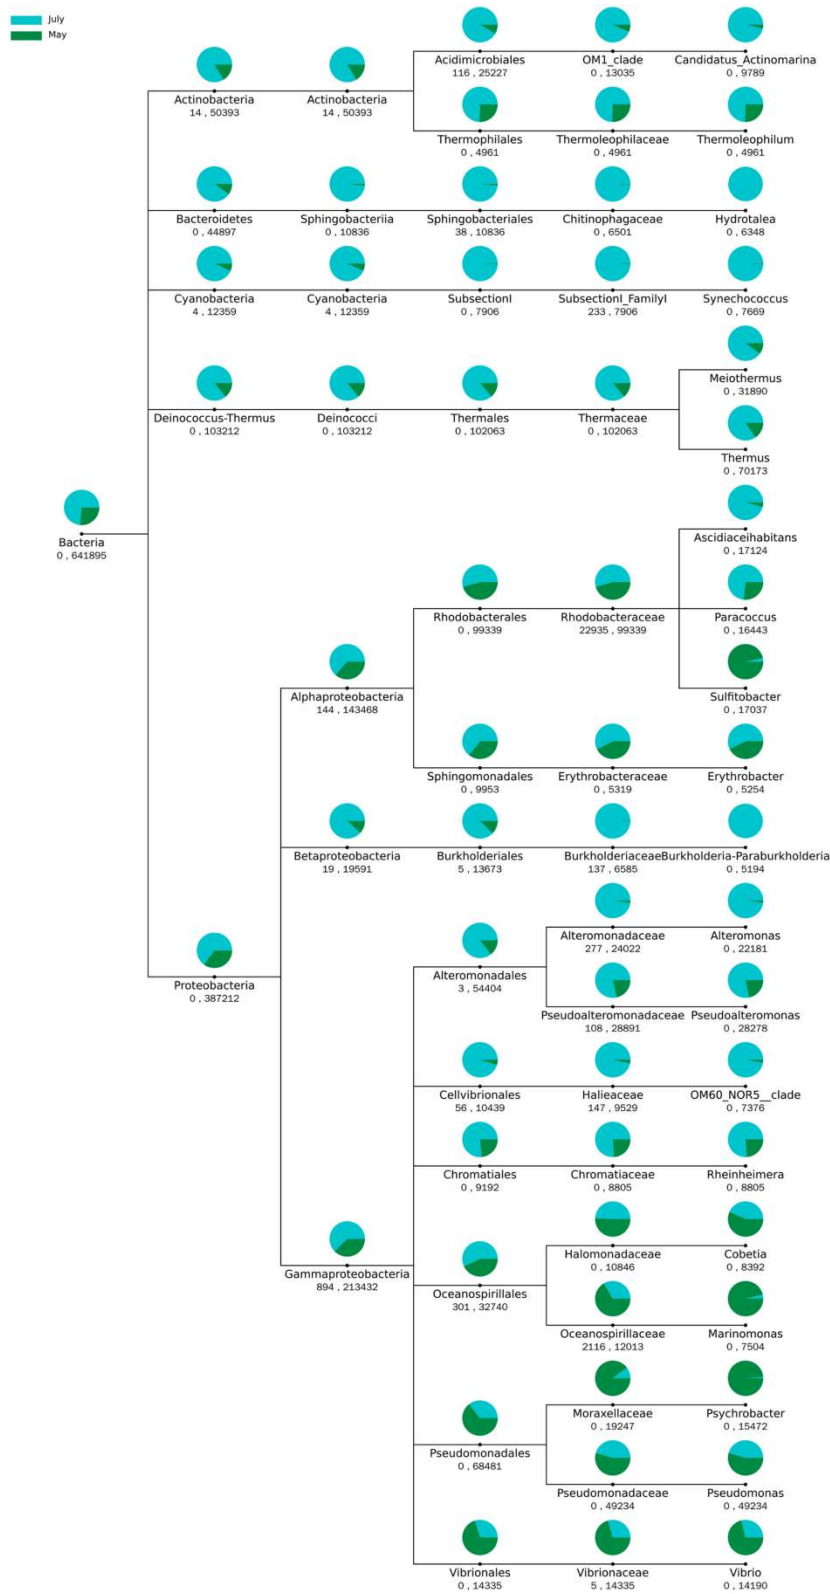 July
May
Acidimicrobiales
116 , 25227
OM1_clade
0 , 13035
Candidatus_Actinomarina
0 , 9789
Actinobacteria
14 , 50393
Actinobacteria
14 , 50393
Thermophilales
0 , 4961
Thermoleophilaceae
0 , 4961
Thermoleophilum
0 , 4961
Bacteroidetes
0 , 44897
Sphingobacteriia
0 , 10836
Sphingobacteriales
38 , 10836
Chitinophagaceae
0 , 6501
Hydrotalea
0 , 6348
Cyanobacteria
4 , 12359
Cyanobacteria
4 , 12359
SubsectionI
0 , 7906
SubsectionI_FamilyI
233 , 7906
Synechococcus
0 , 7669
Meiothermus
0 , 31890
Deinococcus-Thermus
0 , 103212
Deinococci
0 , 103212
Thermales
0 , 102063
Thermaceae
0 , 102063
Thermus
0 , 70173
Bacteria
0 , 641895
Ascidiaceihabitans
0 , 17124
Rhodobacterales
0 , 99339
Rhodobacteraceae
22935 , 99339
Paracoccus
0 , 16443
Alphaproteobacteria
144 , 143468
Sulfitobacter
0 , 17037
Sphingomonadales
0 , 9953
Erythrobacteraceae
0 , 5319
Erythrobacter
0 , 5254
Betaproteobacteria
19 , 19591
Burkholderiales
5 , 13673
Burkholderiaceae
137 , 6585
Burkholderia-Paraburkholderia
0 , 5194
Alteromonadaceae
277 , 24022
Alteromonas
0 , 22181
Proteobacteria
0 , 387212
Alteromonadales
3 , 54404
Pseudoalteromonadaceae
108 , 28891
Pseudoalteromonas
0 , 28278
Cellvibrionales
56 , 10439
Halieaceae
147 , 9529
OM60_NOR5__clade
0 , 7376
Chromatiales
0 , 9192
Chromatiaceae
0 , 8805
Rheinheimera
0 , 8805
Halomonadaceae
0 , 10846
Cobetia
0 , 8392
Gammaproteobacteria
894 , 213432
Oceanospirillales
301 , 32740
Oceanospirillaceae
2116 , 12013
Marinomonas
0 , 7504
Moraxellaceae
0 , 19247
Psychrobacter
0 , 15472
Pseudomonadales
0 , 68481
Pseudomonadaceae
0 , 49234
Pseudomonas
0 , 49234
Vibrionales
0 , 14335
Vibrionaceae
5 , 14335
Vibrio
0 , 14190